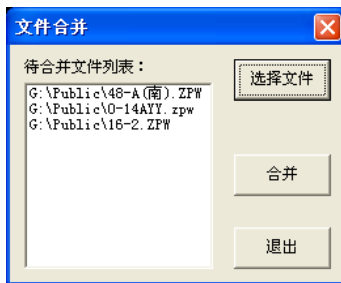 文件合并
待合并文件列表：
选择文件
G:\Public\48-A(南).ZPW
G:\Public\0-14AYY.zpw
G:\Public\16-2.ZPW
合并
退出